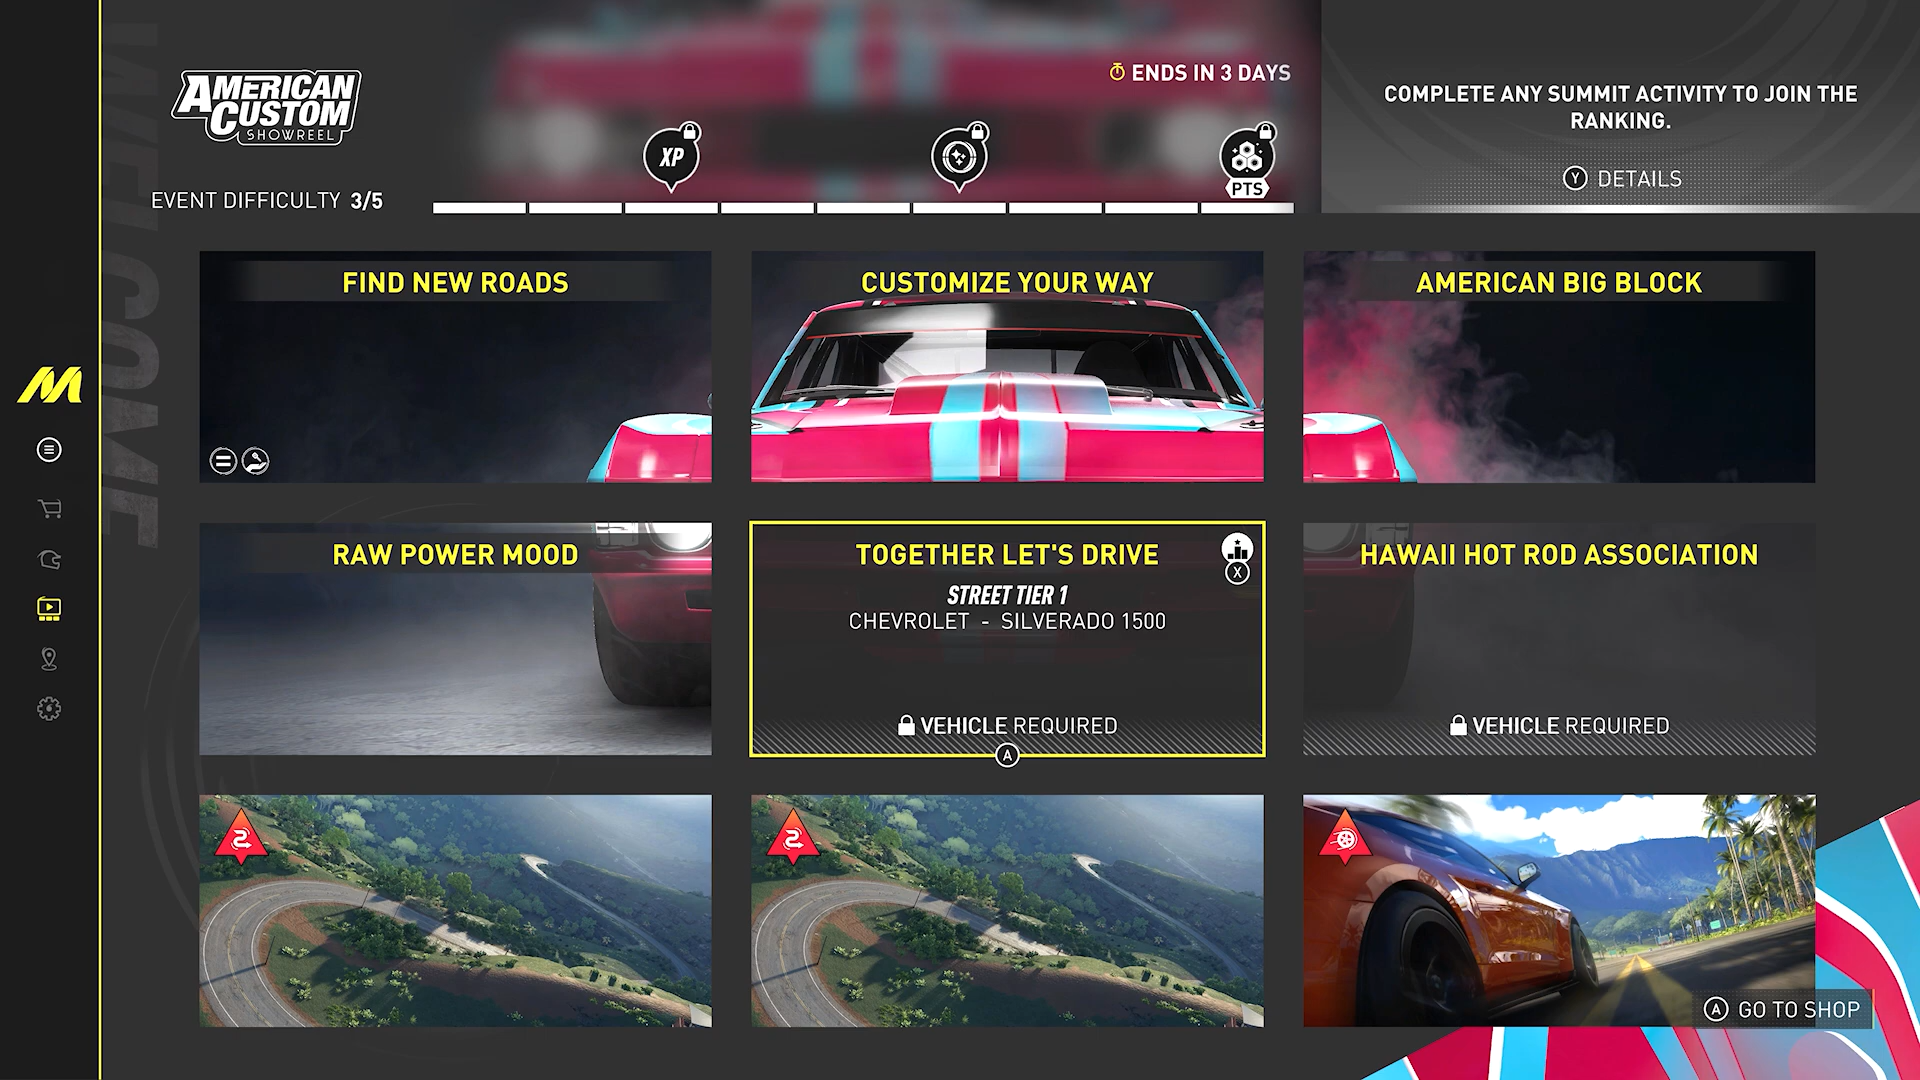 WELCOME
AMERICAN
CUSTOM
SHOWREEL
EVENT DIFFICULTY 3/5
XP
PTS
ENDS IN 3 DAYS
COMPLETE ANY SUMMIT ACTIVITY TO JOIN THE
RANKING.
Y DETAILS
FIND NEW ROADS
CUSTOMIZE YOUR WAY
AMERICAN BIG BLOCK
RAW POWER MOOD
TOGETHER LET'S DRIVE
X
STREET TIER 1
CHEVROLET - SILVERADO 1500
VEHICLE REQUIRED
A
HAWAII HOT ROD ASSOCIATION
VEHICLE REQUIRED
A GO TO SHOP